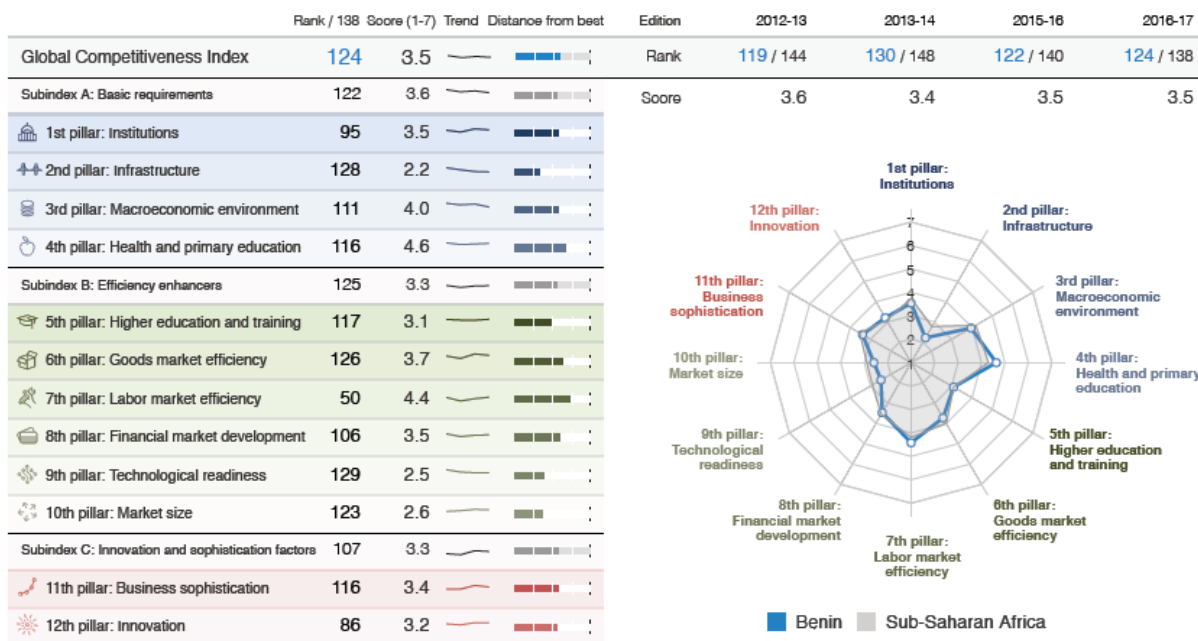 Rank / 138 Score (1-7) Trend Distance from best
Global Competitiveness Index 124 3.5
Subindex A: Basic requirements 122 3.6
1st pillar: Institutions 95 3.5
2nd pillar: Infrastructure 128 2.2
3rd pillar: Macroeconomic environment 111 4.0
4th pillar: Health and primary education 116 4.6
Subindex B: Efficiency enhancers 125 3.3
5th pillar: Higher education and training 117 3.1
6th pillar: Goods market efficiency 126 3.7
7th pillar: Labor market efficiency 50 4.4
8th pillar: Financial market development 106 3.5
9th pillar: Technological readiness 129 2.5
10th pillar: Market size 123 2.6
Subindex C: Innovation and sophistication factors 107 3.3
11th pillar: Business sophistication 116 3.4
12th pillar: Innovation 86 3.2
Edition 2012-13 2013-14 2015-16 2016-17
Rank 119 / 144 130 / 148 122 / 140 124 / 138
Score 3.6 3.4 3.5 3.5
1st pillar:
Institutions
2nd pillar:
Infrastructure
3rd pillar:
Macroeconomic
environment
4th pillar:
Health and primary
education
5th pillar:
Higher education
and training
6th pillar:
Goods market
efficiency
7th pillar:
Labor market
efficiency
8th pillar:
Financial market
development
9th pillar:
Technological
readiness
10th pillar:
Market size
11th pillar:
Business
sophistication
12th pillar:
Innovation
7
6
5
4
3
2
1
Benin Sub-Saharan Africa